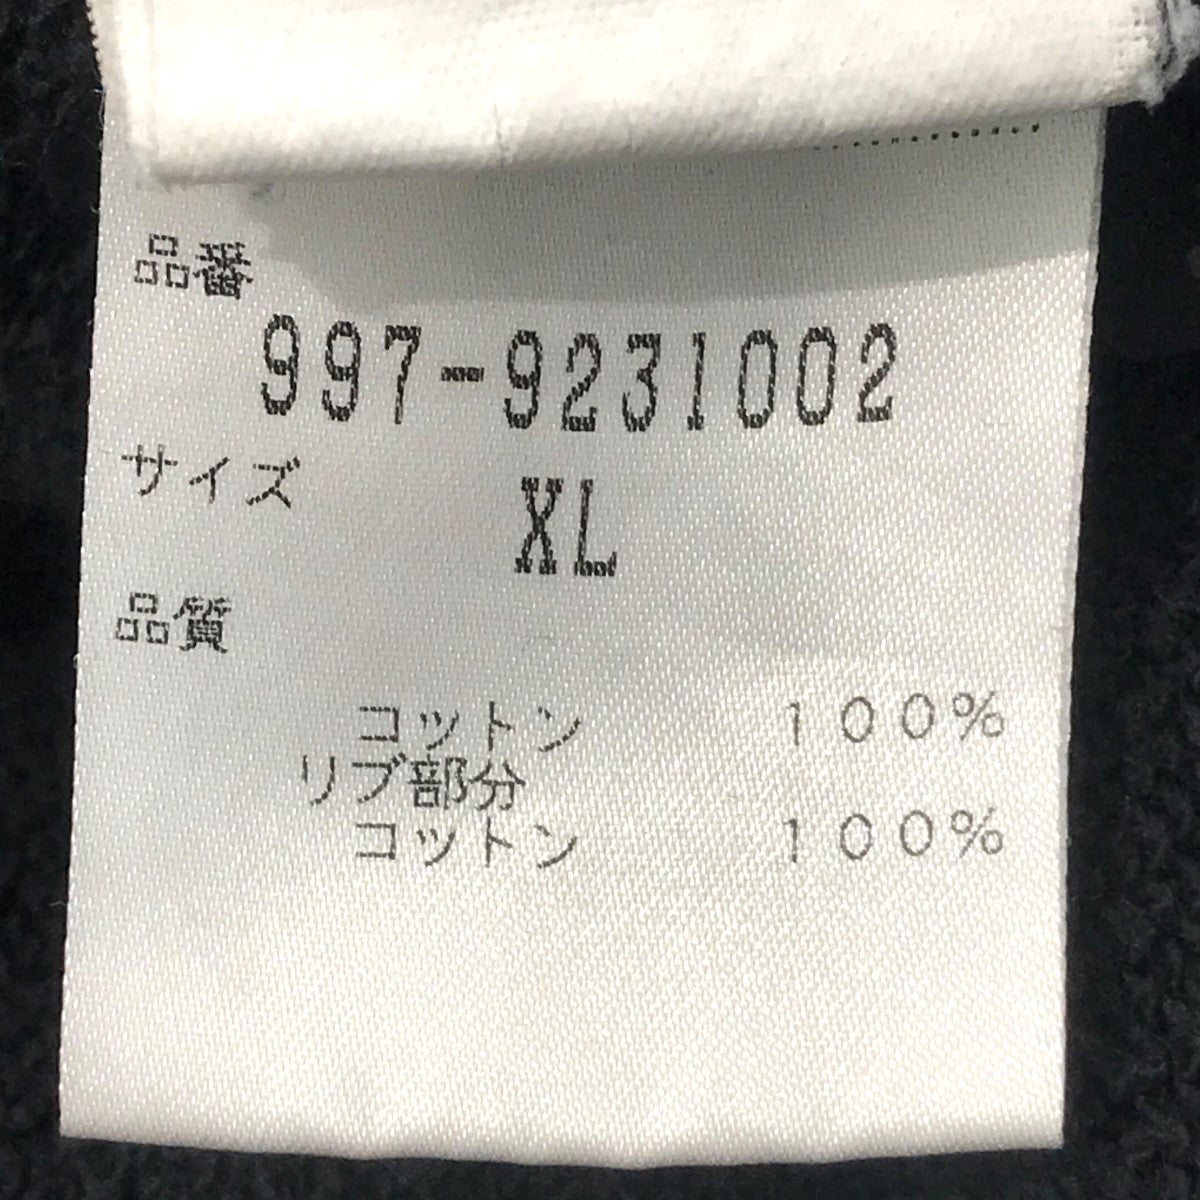 品番
997-9231002
サイズ
XL
品質
コットン 100%
リブ部分
コットン 100%